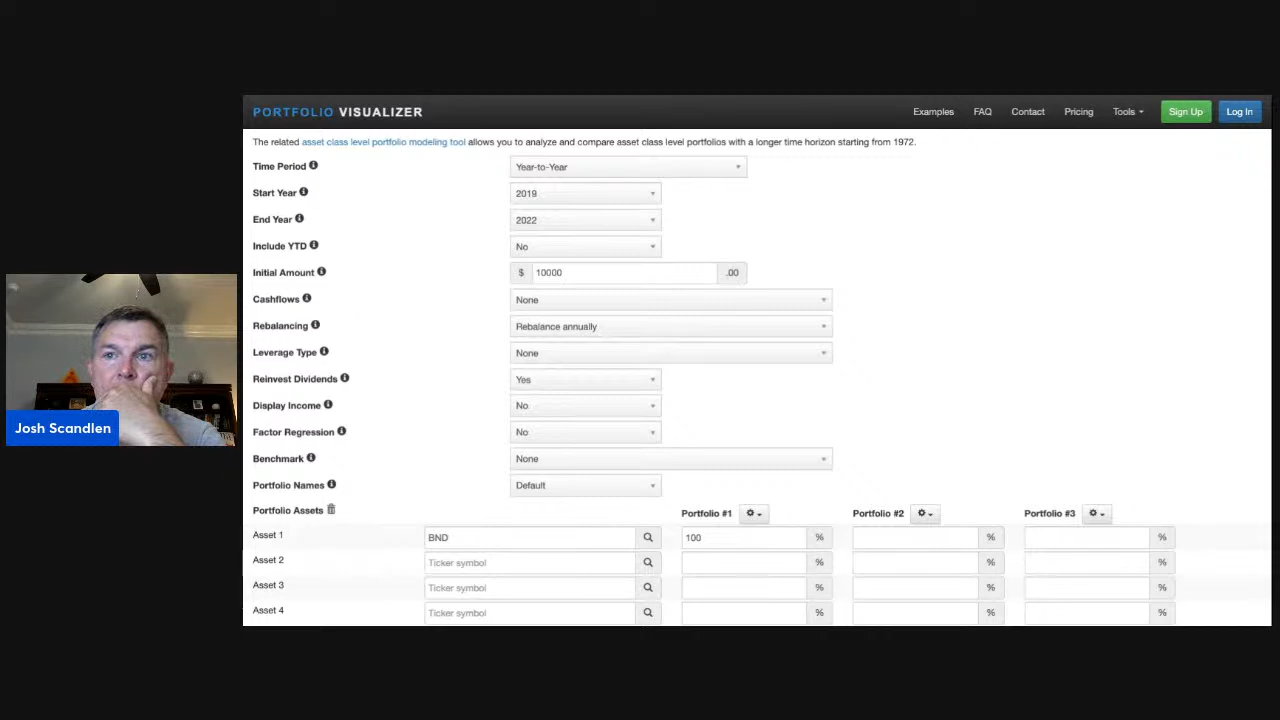 PORTFOLIO VISUALIZER Examples FAQ Contact Pricing Tools Sign Up Log In
The related asset class level portfolio modeling tool allows you to analyze and compare asset class level portfolios with a longer time horizon starting from 1972.
Time Period Year-to-Year
Start Year 2019
End Year 2022
Include YTD No
Initial Amount $ 10000 .00
Cashflows None
Rebalancing Rebalance annually
Leverage Type None
Reinvest Dividends Yes
Display Income No
Factor Regression No
Benchmark None
Portfolio Names Default
Portfolio Assets Portfolio #1 Portfolio #2 Portfolio #3
Asset 1 BND 100 % % %
Asset 2 Ticker symbol % % %
Asset 3 Ticker symbol % % %
Asset 4 Ticker symbol % % %
Josh Scandlen